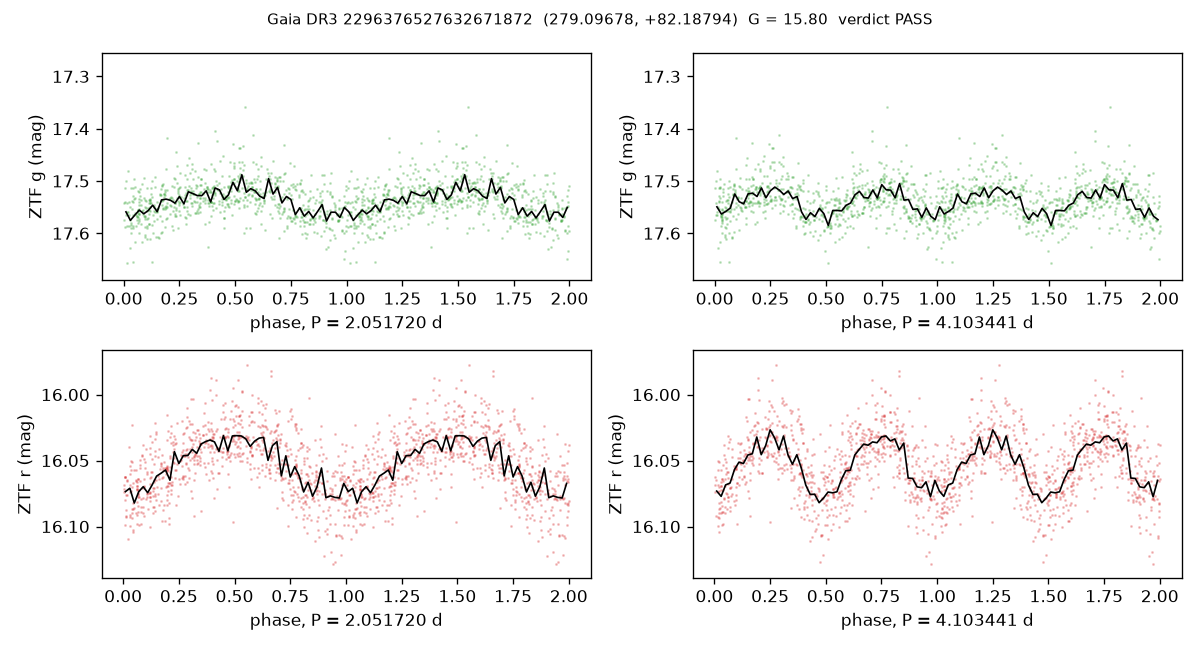 Gaia DR3 2296376527632671872 (279.09678, +82.18794) G = 15.80 verdict PASS
ZTF g (mag)
17.3
17.4
17.5
17.6
0.00 0.25 0.50 0.75 1.00 1.25 1.50 1.75 2.00
phase, P = 2.051720 d
ZTF g (mag)
17.3
17.4
17.5
17.6
0.00 0.25 0.50 0.75 1.00 1.25 1.50 1.75 2.00
phase, P = 4.103441 d
ZTF r (mag)
16.00
16.05
16.10
0.00 0.25 0.50 0.75 1.00 1.25 1.50 1.75 2.00
phase, P = 2.051720 d
ZTF r (mag)
16.00
16.05
16.10
0.00 0.25 0.50 0.75 1.00 1.25 1.50 1.75 2.00
phase, P = 4.103441 d